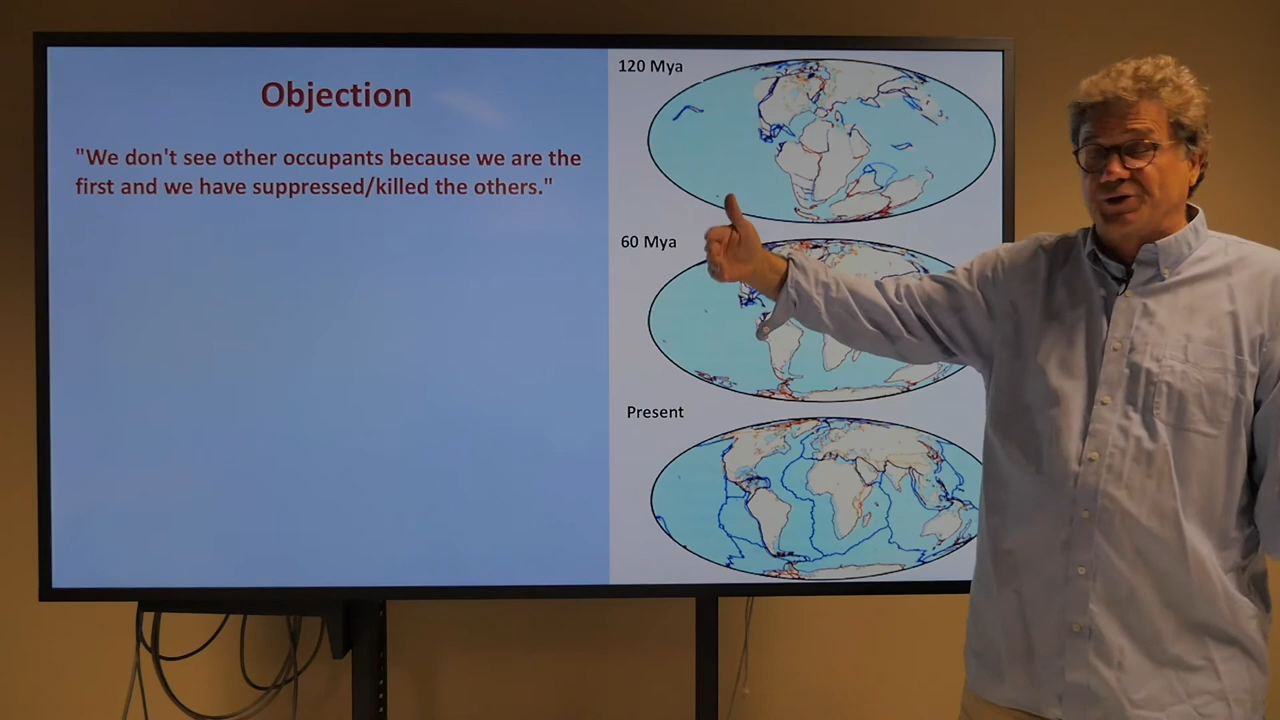 Objection
"We don't see other occupants because we are the
first and we have suppressed/killed the others."
120 Mya
60 Mya
Present